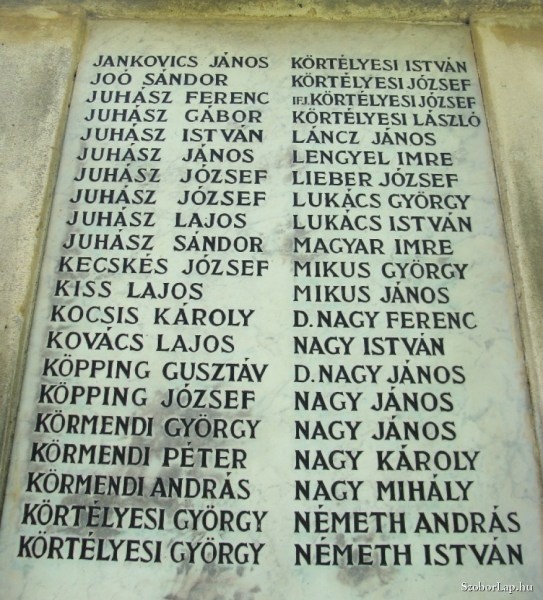 JANKOVICS JÁNOS
JOÓ SÁNDOR
JUHÁSZ FERENC
JUHÁSZ GÁBOR
JUHÁSZ ISTVÁN
JUHÁSZ JÁNOS
JUHÁSZ JÓZSEF
JUHÁSZ JÓZSEF
JUHÁSZ LAJOS
JUHÁSZ SÁNDOR
KECSKÉS JÓZSEF
KISS LAJOS
KOCSIS KÁROLY
KOVÁCS LAJOS
KÖPPING GUSZTÁV
KÖPPING JÓZSEF
KÖRMENDI GYÖRGY
KÖRMENDI PÉTER
KÖRMENDI ANDRÁS
KÖRTÉLYESI GYÖRGY
KÖRTÉLYESI GYÖRGY
KÖRTÉLYESI ISTVÁN
KÖRTÉLYESI JÓZSEF
IFJ. KÖRTÉLYESI JÓZSEF
KÖRTÉLYESI LÁSZLÓ
LÁNCZ JÁNOS
LENGYEL IMRE
LIEBER JÓZSEF
LUKÁCS GYÖRGY
LUKÁCS ISTVÁN
MAGYAR IMRE
MIKUS GYÖRGY
MIKUS JÁNOS
D. NAGY FERENC
NAGY ISTVÁN
D. NAGY JÁNOS
NAGY JÁNOS
NAGY JÁNOS
NAGY KÁROLY
NAGY MIHÁLY
NÉMETH ANDRÁS
NÉMETH ISTVÁN
SzoborLap.hu